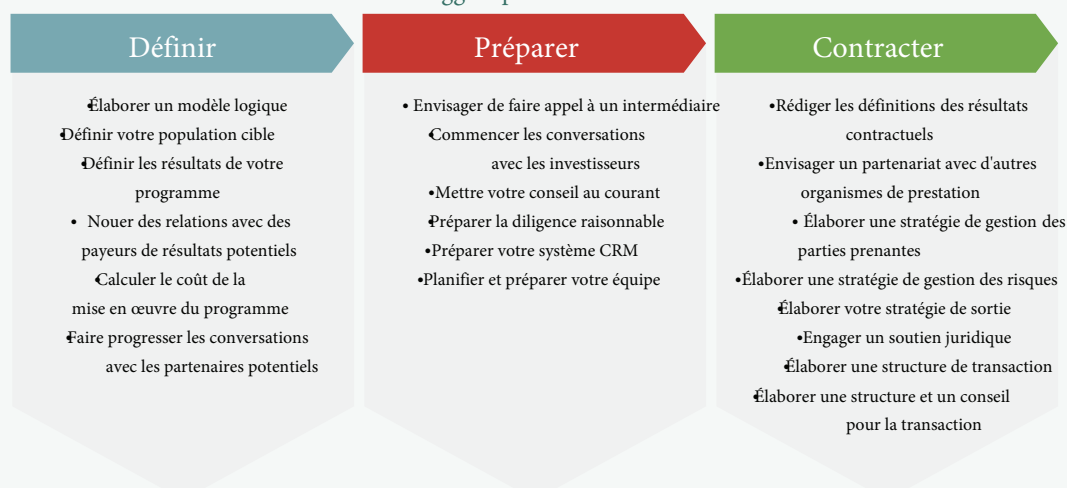 Définir
• Élaborer un modèle logique
• Définir votre population cible
• Définir les résultats de votre
programme
• Nouer des relations avec des
payeurs de résultats potentiels
• Calculer le coût de la
mise en œuvre du programme
• Faire progresser les conversations
avec les partenaires potentiels
Préparer
• Envisager de faire appel à un intermédiaire
• Commencer les conversations
avec les investisseurs
• Mettre votre conseil au courant
• Préparer la diligence raisonnable
• Préparer votre système CRM
• Planifier et préparer votre équipe
Contracter
• Rédiger les définitions des résultats
contractuels
• Envisager un partenariat avec d'autres
organismes de prestation
• Élaborer une stratégie de gestion des
parties prenantes
• Élaborer une stratégie de gestion des risques
• Élaborer votre stratégie de sortie
• Engager un soutien juridique
• Élaborer une structure de transaction
• Élaborer une structure et un conseil
pour la transaction